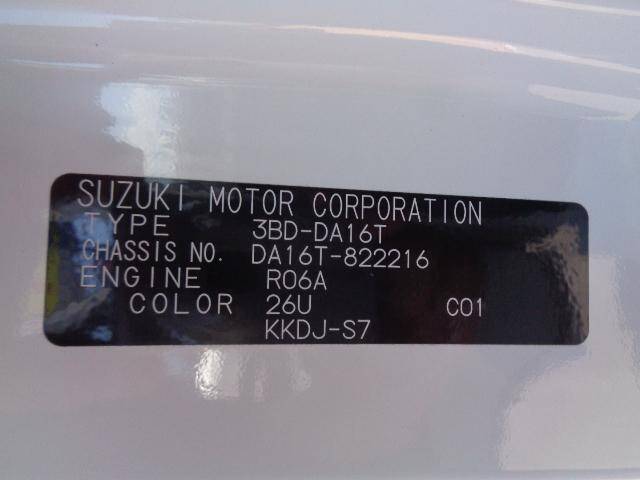 SUZUKI MOTOR CORPORATION
TYPE 3BD-DA16T
CHASSIS NO. DA16T-822216
ENGINE R06A
COLOR 26U C01
KKDJ-S7